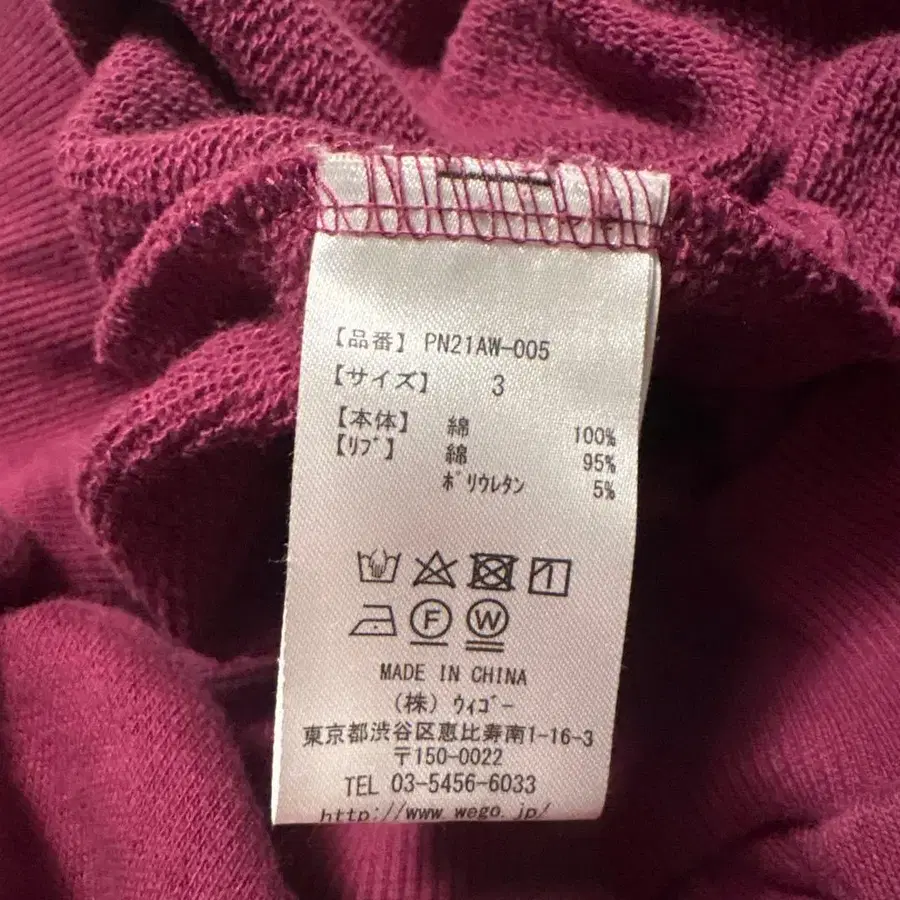 【品番】 PN21AW-005
【サイズ】 3
【本体】 綿 100%
【リブ】 綿 95%
ポリウレタン 5%
F W
MADE IN CHINA
(株) ウィゴー
東京都渋谷区恵比寿南1-16-3
〒150-0022
TEL 03-5456-6033
http://www.wego.jp/